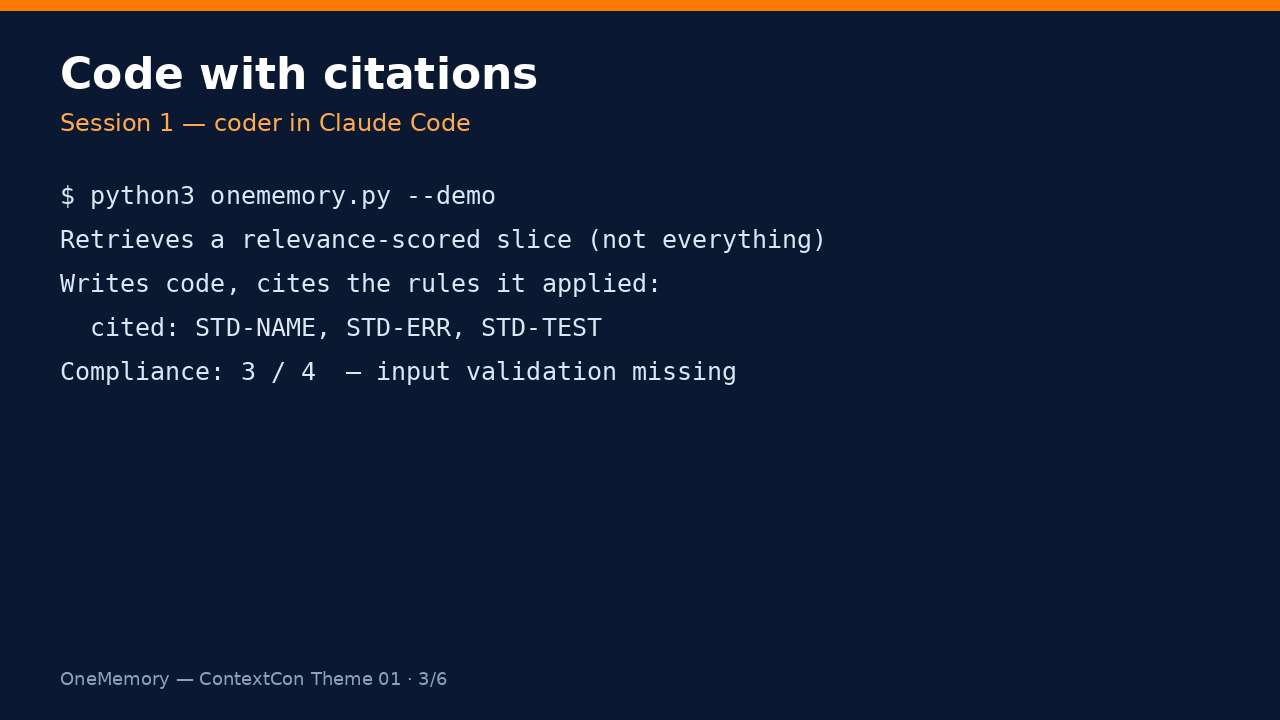 Code with citations
Session 1 — coder in Claude Code
$ python3 onememory.py --demo
Retrieves a relevance-scored slice (not everything)
Writes code, cites the rules it applied:
  cited: STD-NAME, STD-ERR, STD-TEST
Compliance: 3 / 4  — input validation missing
OneMemory — ContextCon Theme 01 · 3/6